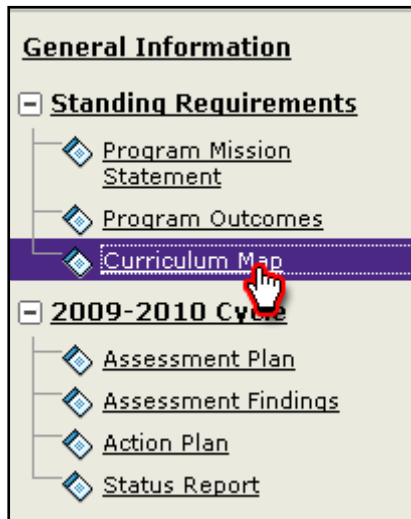 General Information
Standing Requirements
Program Mission
Statement
Program Outcomes
Curriculum Map
2009-2010 Cycle
Assessment Plan
Assessment Findings
Action Plan
Status Report